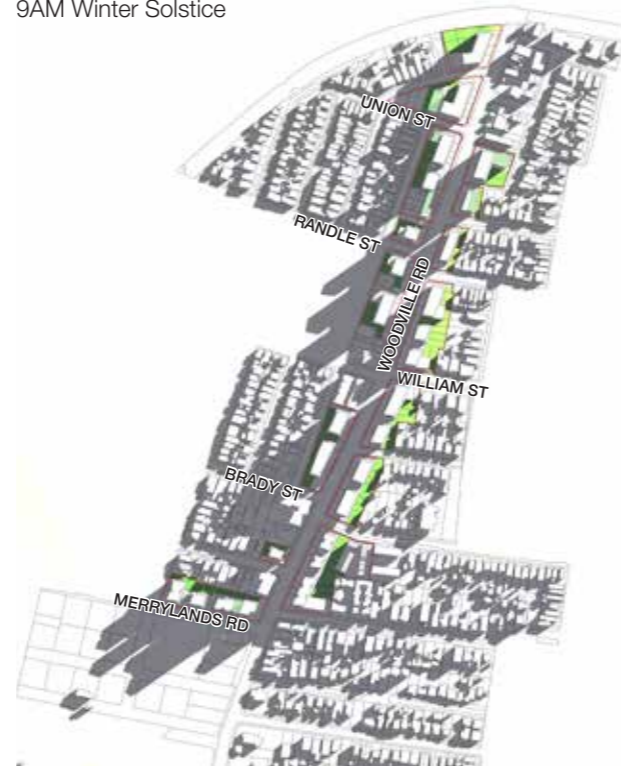 9AM Winter Solstice
UNION ST
RANDLE ST
WOODVILLE RD
WILLIAM ST
BRADY ST
MERRYLANDS RD